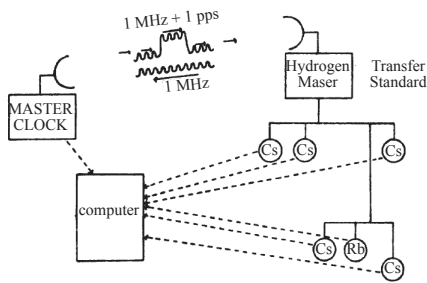 1 MHz + 1 pps
1 MHz
MASTER
CLOCK
Hydrogen
Maser
Transfer
Standard
Cs
Cs
Cs
computer
Cs
Rb
Cs